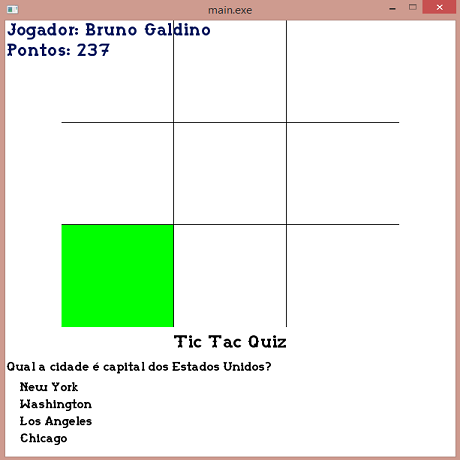 main.exe
Jogador: Bruno Galdino
Pontos: 237
Tic Tac Quiz
Qual a cidade é capital dos Estados Unidos?
New York
Washington
Los Angeles
Chicago